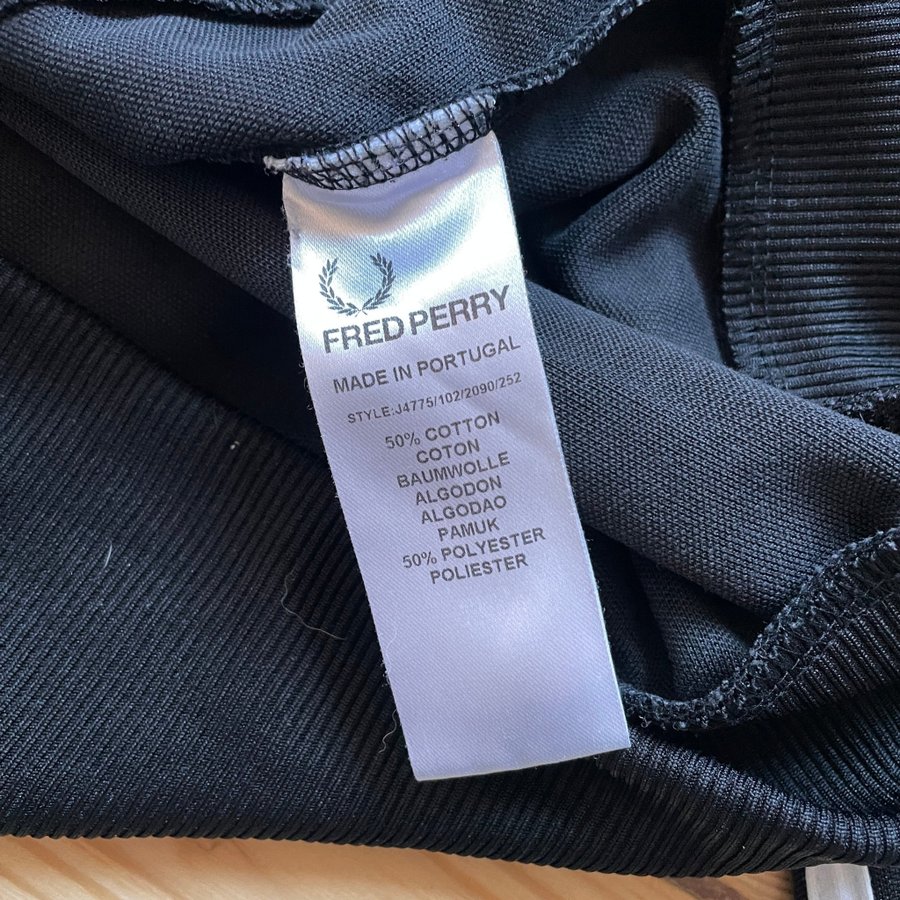 FRED PERRY
MADE IN PORTUGAL
STYLE:J4775/102/2090/252
50% COTTON
COTON
BAUMWOLLE
ALGODON
ALGODAO
PAMUK
50% POLYESTER
POLIESTER